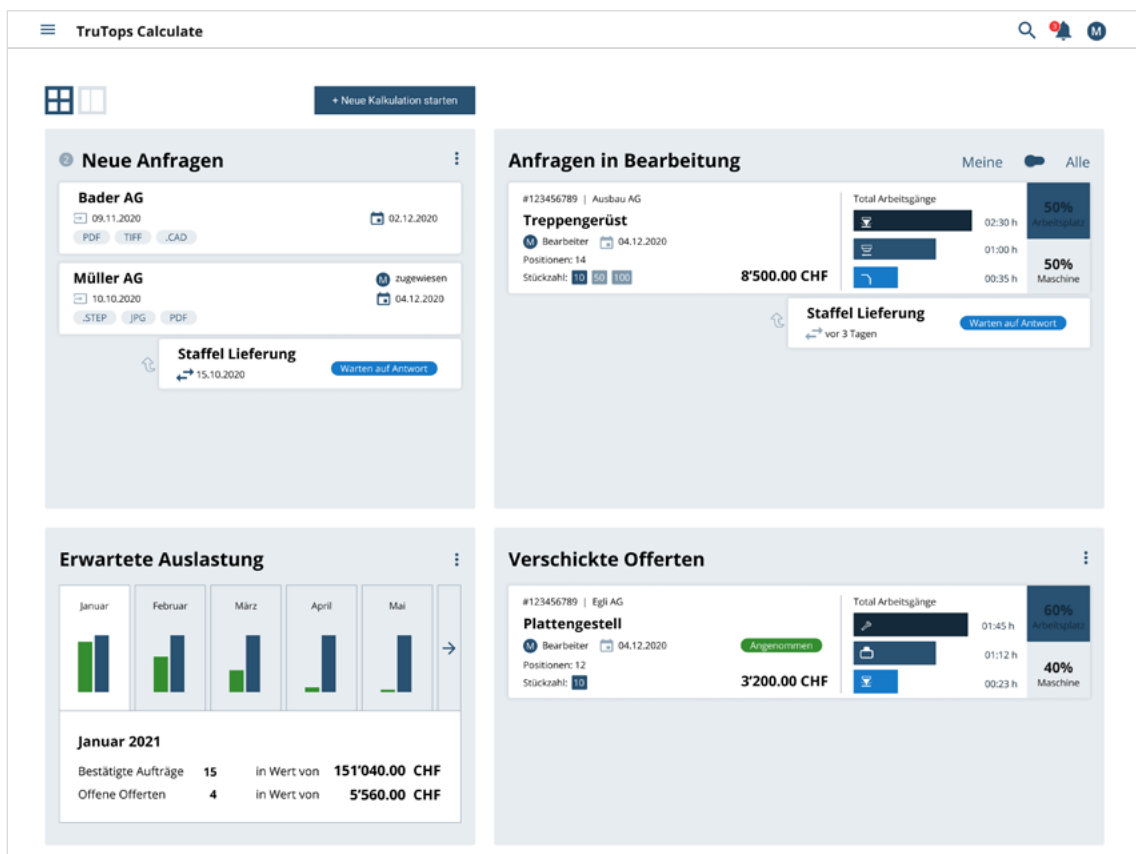 TruTops Calculate
3
M
+ Neue Kalkulation starten
2 Neue Anfragen
Bader AG
09.11.2020
02.12.2020
PDF TIFF .CAD
Müller AG
M zugewiesen
10.10.2020
04.12.2020
.STEP JPG PDF
Staffel Lieferung
15.10.2020
Warten auf Antwort
Anfragen in Bearbeitung
Meine Alle
#123456789 | Ausbau AG
Treppengerüst
M Bearbeiter 04.12.2020
Positionen: 14
Stückzahl: 10 50 100
8'500.00 CHF
Total Arbeitsgänge
02:30 h
01:00 h
00:35 h
50%
Arbeitsplatz
50%
Maschine
Staffel Lieferung
vor 3 Tagen
Warten auf Antwort
Erwartete Auslastung
Januar Februar März April Mai
Januar 2021
Bestätigte Aufträge 15 in Wert von 151'040.00 CHF
Offene Offerten 4 in Wert von 5'560.00 CHF
Verschickte Offerten
#123456789 | Egli AG
Plattengestell
M Bearbeiter 04.12.2020
Angenommen
Positionen: 12
Stückzahl: 10
3'200.00 CHF
Total Arbeitsgänge
01:45 h
01:12 h
00:23 h
60%
Arbeitsplatz
40%
Maschine